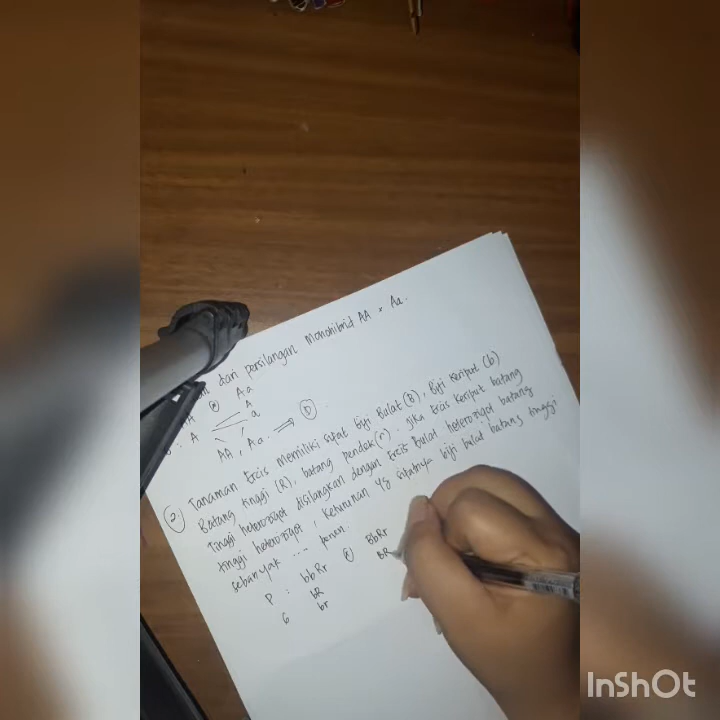 dari persilangan monohibrid AA x Aa.
⊗ Aa
: A A
a
AA, Aa. ⇒ D
② Tanaman Ercis memiliki sifat biji Bulat (B), Biji keriput (b)
Batang tinggi (R), batang pendek (r). Jika Ercis keriput batang
Tinggi heterozigot disilangkan dengan Ercis Bulat heterozigot batang
tinggi heterozigot, keturunan yg sifatnya biji bulat batang tinggi
sebanyak ... persen.
P : bbRr ⊗ BbRr
G bR BR
br
InShOt